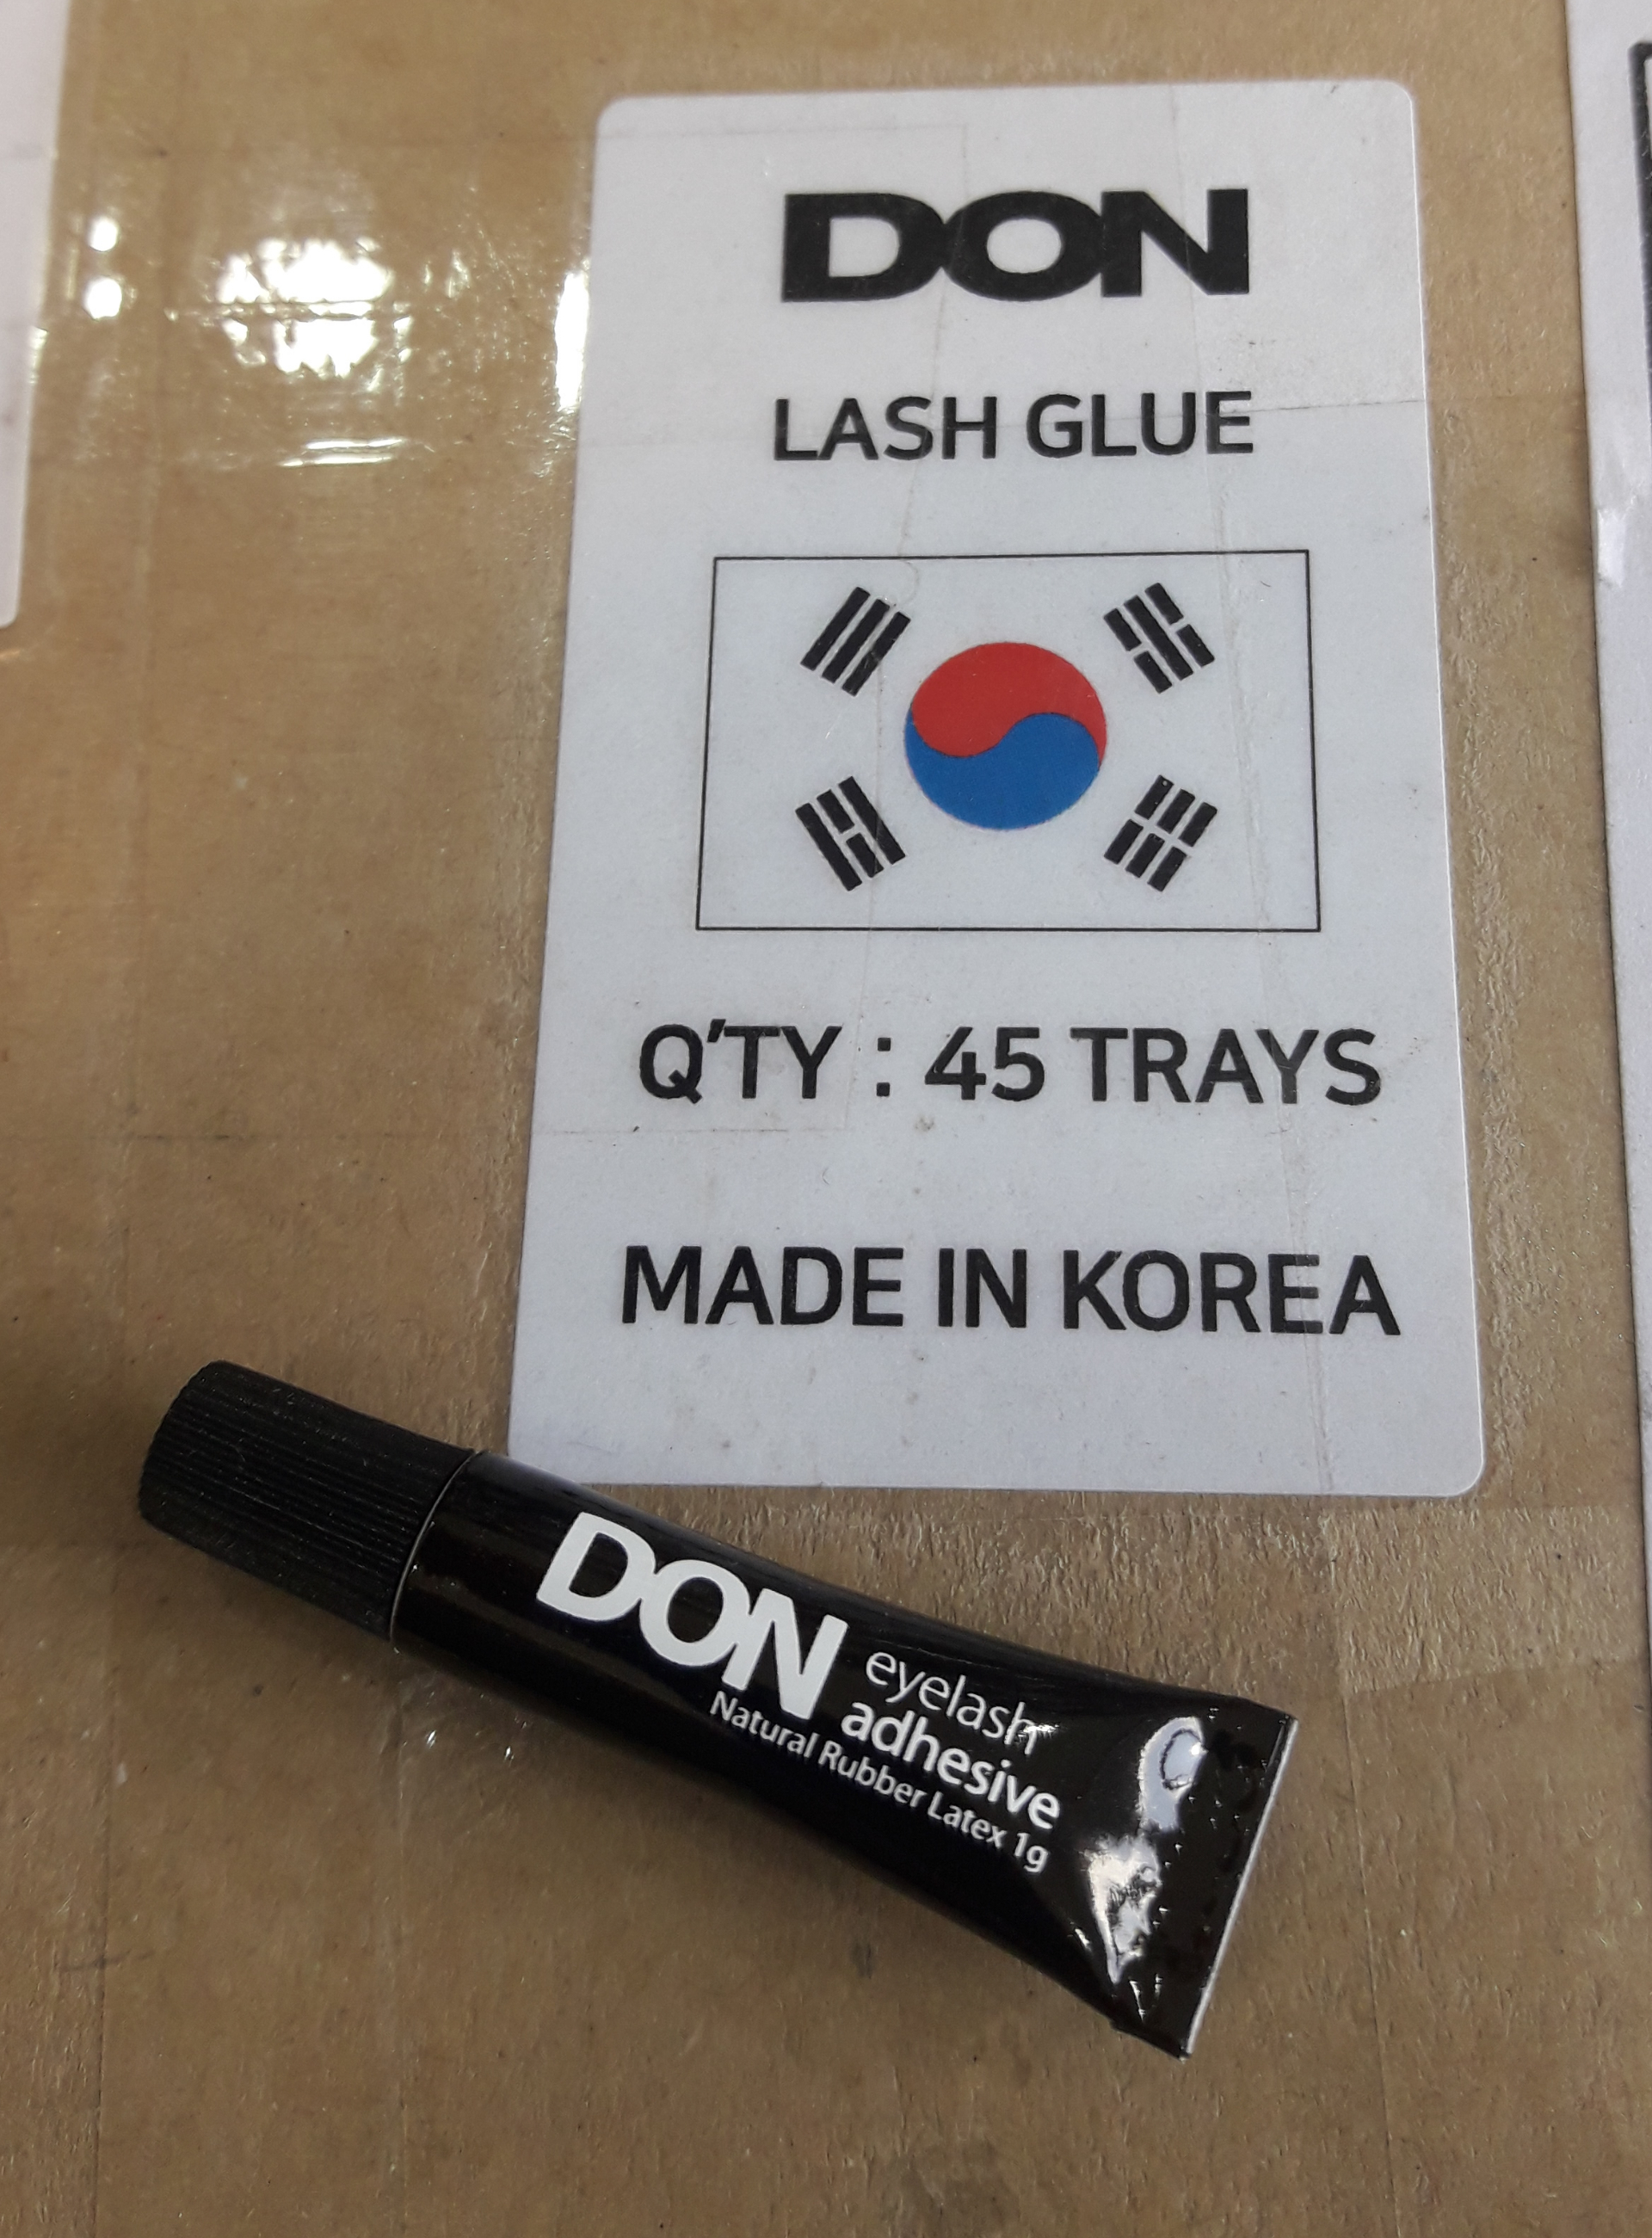 DON
LASH GLUE
Q'TY : 45 TRAYS
MADE IN KOREA
DON eyelash
adhesive
Natural Rubber Latex 1g